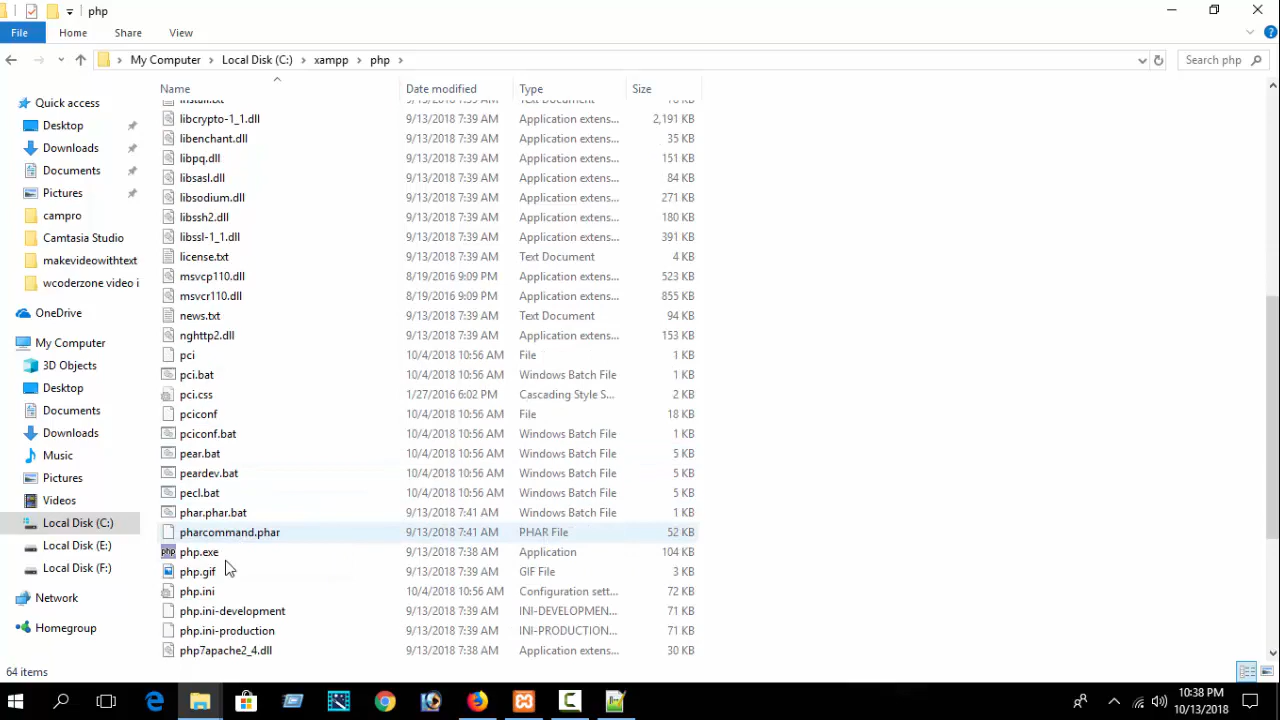 php
File Home Share View
My Computer Local Disk (C:) xampp php Search php
Name Date modified Type Size
Quick access
Desktop
Downloads
Documents
Pictures
campro
Camtasia Studio
makevideowithtext
wcoderzone video i
OneDrive
My Computer
3D Objects
Desktop
Documents
Downloads
Music
Pictures
Videos
Local Disk (C:)
Local Disk (E:)
Local Disk (F:)
Network
Homegroup
install.txt 9/13/2018 7:39 AM Text Document
libcrypto-1_1.dll 9/13/2018 7:39 AM Application extens... 2,191 KB
libenchant.dll 9/13/2018 7:39 AM Application extens... 35 KB
libpq.dll 9/13/2018 7:39 AM Application extens... 151 KB
libsasl.dll 9/13/2018 7:39 AM Application extens... 84 KB
libsodium.dll 9/13/2018 7:39 AM Application extens... 271 KB
libssh2.dll 9/13/2018 7:39 AM Application extens... 180 KB
libssl-1_1.dll 9/13/2018 7:39 AM Application extens... 391 KB
license.txt 9/13/2018 7:39 AM Text Document 4 KB
msvcp110.dll 8/19/2016 9:09 PM Application extens... 523 KB
msvcr110.dll 8/19/2016 9:09 PM Application extens... 855 KB
news.txt 9/13/2018 7:39 AM Text Document 94 KB
nghttp2.dll 9/13/2018 7:39 AM Application extens... 153 KB
pci 10/4/2018 10:56 AM File 1 KB
pci.bat 10/4/2018 10:56 AM Windows Batch File 1 KB
pci.css 1/27/2016 6:02 PM Cascading Style S... 2 KB
pciconf 10/4/2018 10:56 AM File 18 KB
pciconf.bat 10/4/2018 10:56 AM Windows Batch File 1 KB
pear.bat 10/4/2018 10:56 AM Windows Batch File 5 KB
peardev.bat 10/4/2018 10:56 AM Windows Batch File 5 KB
pecl.bat 10/4/2018 10:56 AM Windows Batch File 5 KB
phar.phar.bat 9/13/2018 7:41 AM Windows Batch File 1 KB
pharcommand.phar 9/13/2018 7:41 AM PHAR File 52 KB
php.exe 9/13/2018 7:38 AM Application 104 KB
php.gif 9/13/2018 7:39 AM GIF File 3 KB
php.ini 10/4/2018 10:56 AM Configuration sett... 72 KB
php.ini-development 9/13/2018 7:39 AM INI-DEVELOPMEN... 71 KB
php.ini-production 9/13/2018 7:39 AM INI-PRODUCTION... 71 KB
php7apache2_4.dll 9/13/2018 7:38 AM Application extens... 30 KB
64 items
10:38 PM
10/13/2018